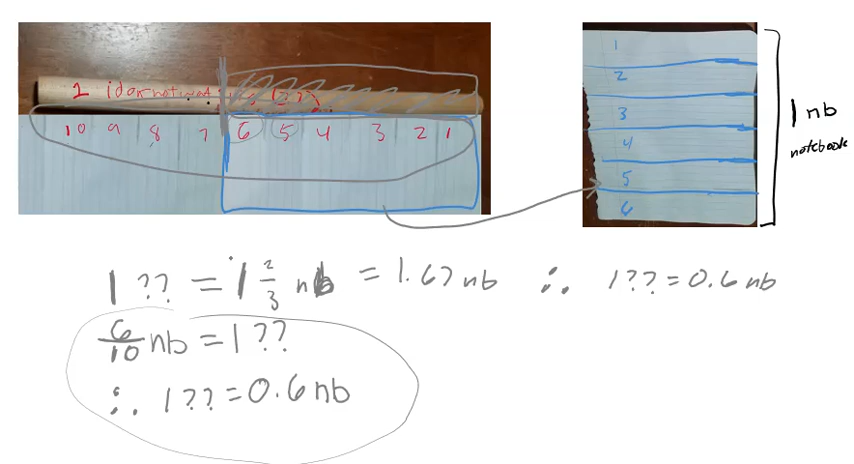 10 9 8 7 6 5 4 3 2 1
1
2
3
4
5
6
1 nb
notebook
1 ?? = 1 2/3 nb = 1.67 nb ∴ 1?? = 0.6 nb
6/10 nb = 1 ??
∴ 1?? = 0.6 nb